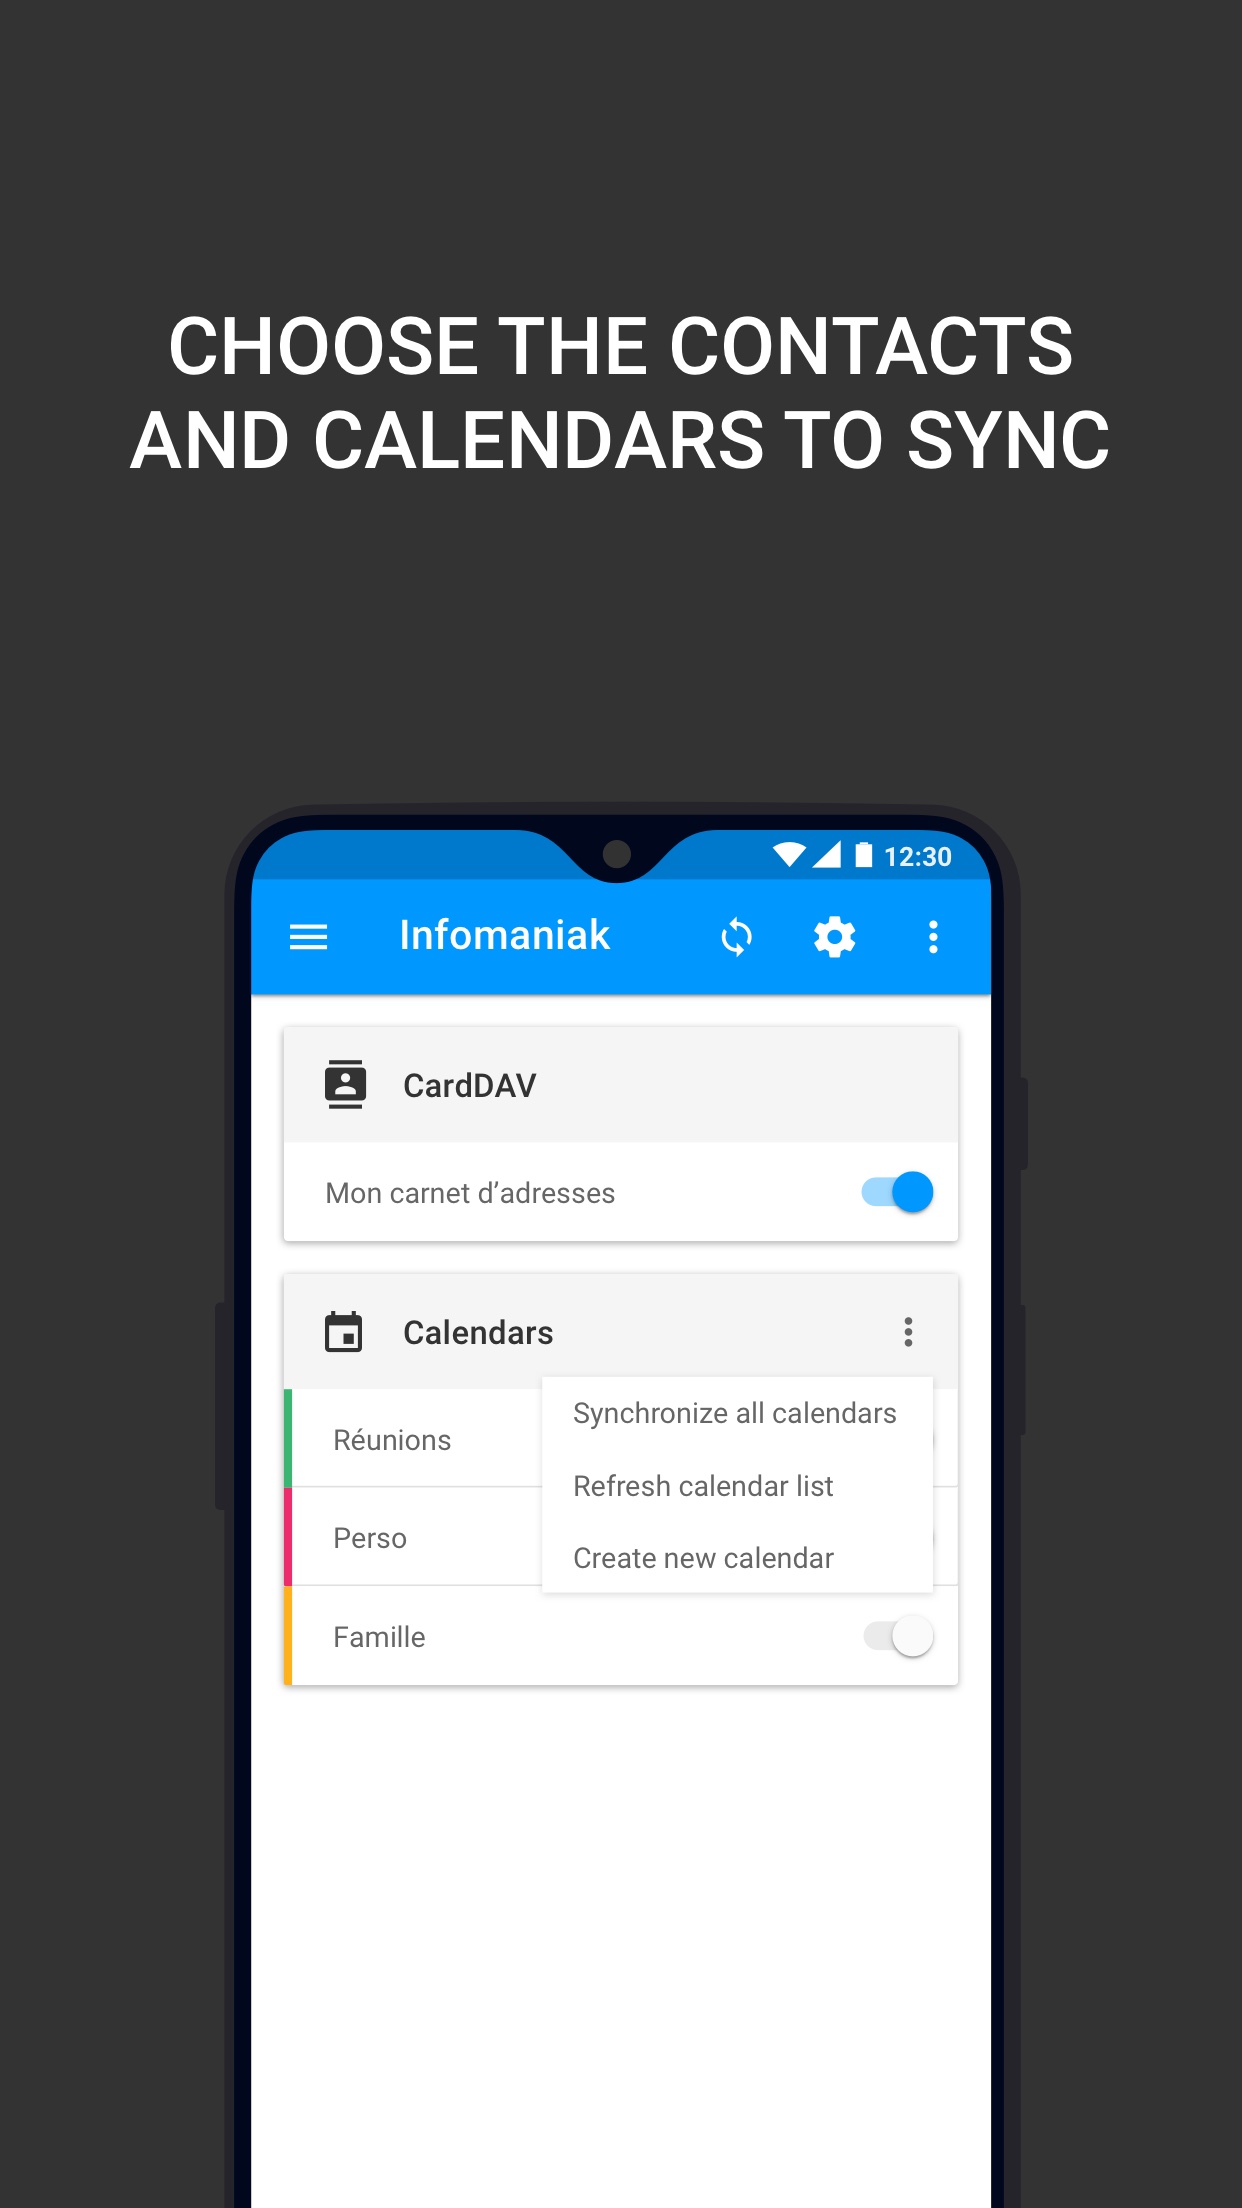 CHOOSE THE CONTACTS
AND CALENDARS TO SYNC
12:30
Infomaniak
CardDAV
Mon carnet d’adresses
Calendars
Synchronize all calendars
Réunions
Refresh calendar list
Perso
Create new calendar
Famille